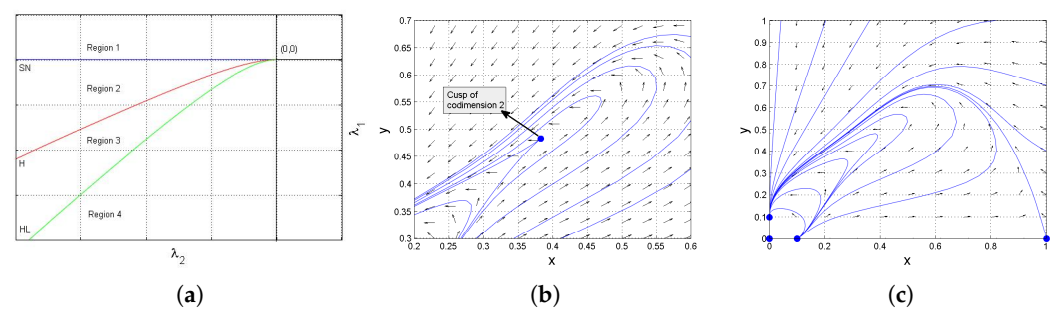 Region 1
(0,0)
SN
Region 2
Region 3
H
Region 4
HL
λ₂
λ₁
(a)
0.7
0.65
0.6
0.55
0.5
0.45
0.4
0.35
0.3
y
Cusp of
codimension 2
0.2 0.25 0.3 0.35 0.4 0.45 0.5 0.55 0.6
x
(b)
1
0.9
0.8
0.7
0.6
0.5
0.4
0.3
0.2
0.1
0
y
0 0.2 0.4 0.6 0.8 1
x
(c)